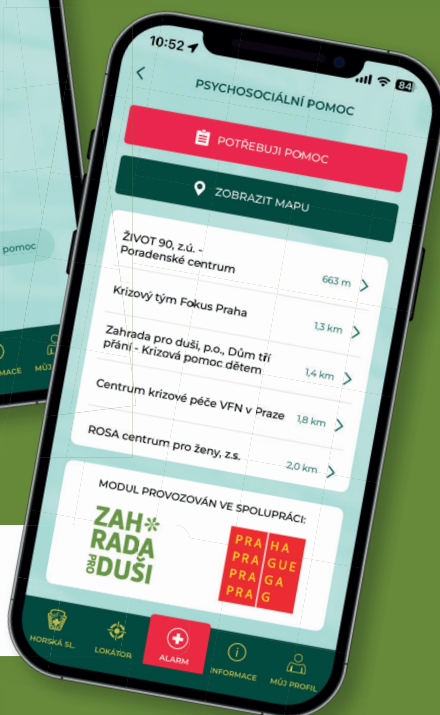 10:52
84
PSYCHOSOCIÁLNÍ POMOC
POTŘEBUJI POMOC
ZOBRAZIT MAPU
ŽIVOT 90, z.ú. -
Poradenské centrum
663 m
Krizový tým Fokus Praha
1,3 km
Zahrada pro duši, p.o., Dům tří
přání - Krizová pomoc dětem
1,4 km
Centrum krizové péče VFN v Praze
1,8 km
ROSA centrum pro ženy, z.s.
2,0 km
MODUL PROVOZOVÁN VE SPOLUPRÁCI:
ZAH
RADA
PRO DUŠI
PRA HA
PRA GUE
PRA GA
PRA G
HORSKÁ SL.
LOKÁTOR
ALARM
INFORMACE
MŮJ PROFIL
pomoc